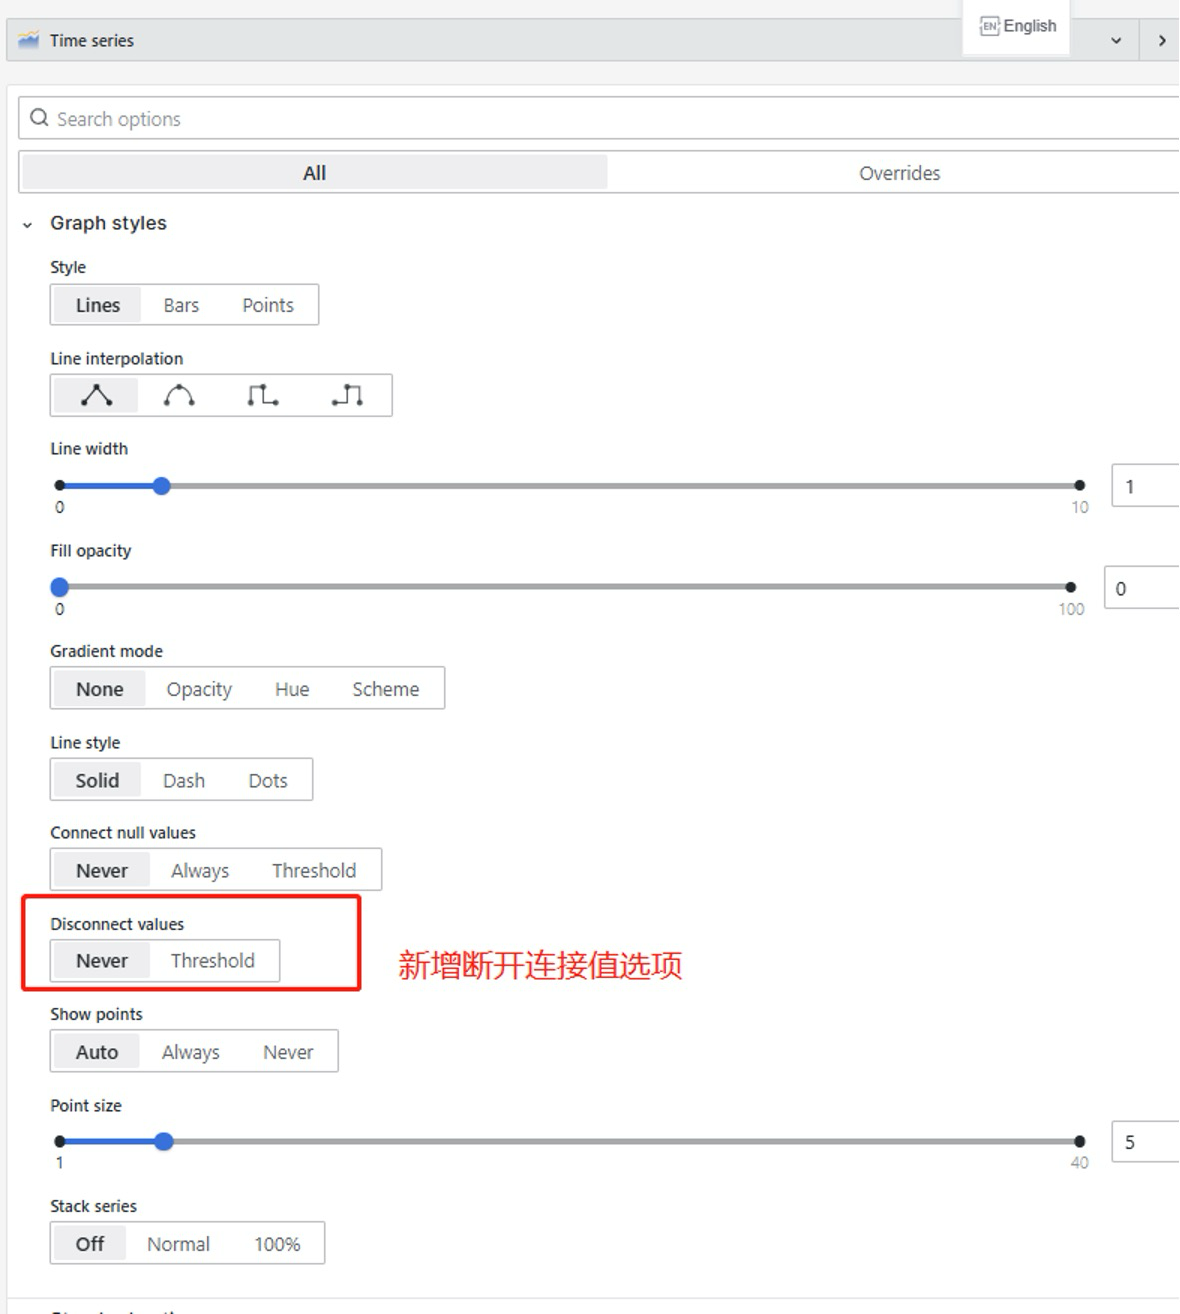 Time series
EN English
Search options
All Overrides
Graph styles
Style
Lines Bars Points
Line interpolation
Line width
1
0 10
Fill opacity
0
0 100
Gradient mode
None Opacity Hue Scheme
Line style
Solid Dash Dots
Connect null values
Never Always Threshold
Disconnect values
Never Threshold
新增断开连接值选项
Show points
Auto Always Never
Point size
5
1 40
Stack series
Off Normal 100%